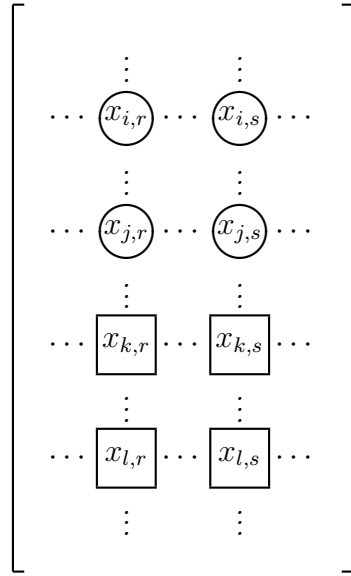 ⋮ ⋮
⋯ x_{i,r} ⋯ x_{i,s} ⋯
⋮ ⋮
⋯ x_{j,r} ⋯ x_{j,s} ⋯
⋮ ⋮
⋯ x_{k,r} ⋯ x_{k,s} ⋯
⋮ ⋮
⋯ x_{l,r} ⋯ x_{l,s} ⋯
⋮ ⋮